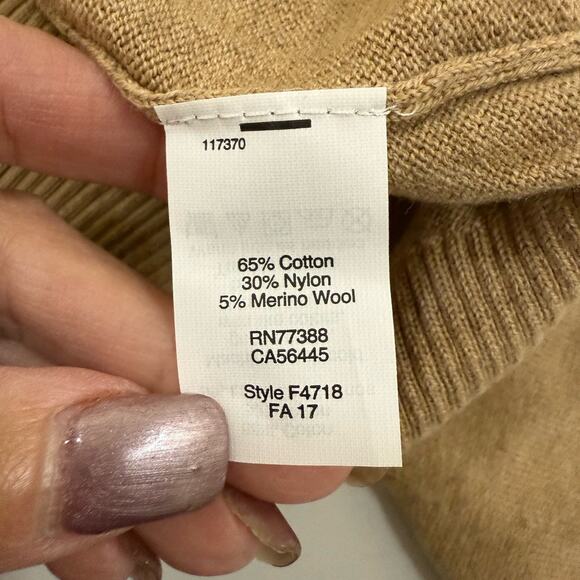 117370
65% Cotton
30% Nylon
5% Merino Wool
RN77388
CA56445
Style F4718
FA 17